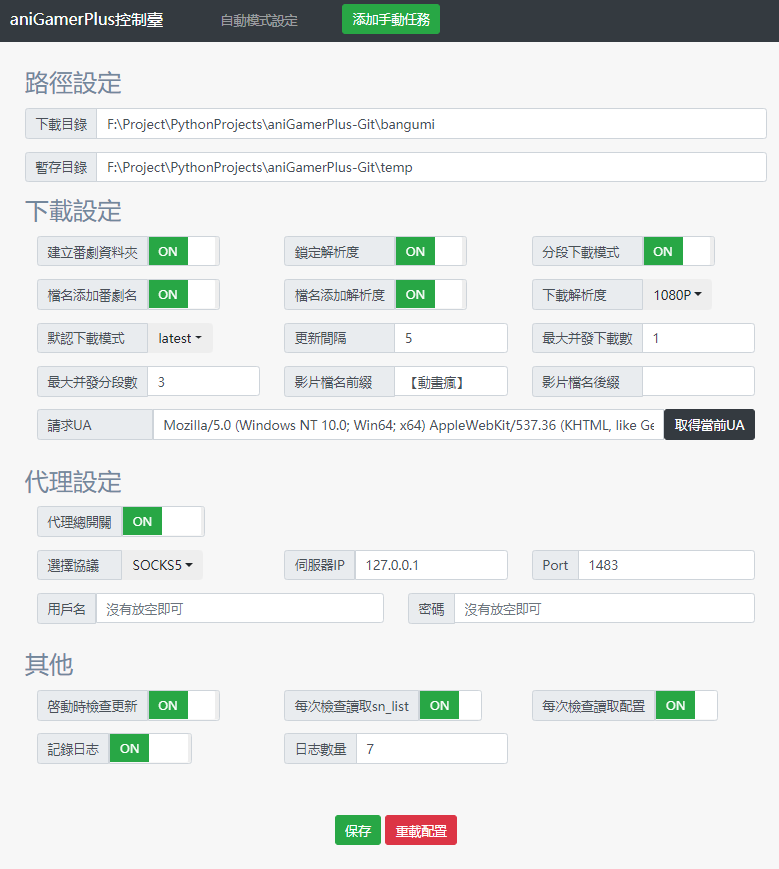 aniGamerPlus控制臺 自動模式設定 添加手動任務
路徑設定
下載目錄 F:\Project\PythonProjects\aniGamerPlus-Git\bangumi
暫存目錄 F:\Project\PythonProjects\aniGamerPlus-Git\temp
下載設定
建立番劇資料夾 ON 鎖定解析度 ON 分段下載模式 ON
檔名添加番劇名 ON 檔名添加解析度 ON 下載解析度 1080P
默認下載模式 latest 更新間隔 5 最大并發下載數 1
最大并發分段數 3 影片檔名前綴 【動畫瘋】 影片檔名後綴
請求UA Mozilla/5.0 (Windows NT 10.0; Win64; x64) AppleWebKit/537.36 (KHTML, like Ge 取得當前UA
代理設定
代理總開關 ON
選擇協議 SOCKS5 伺服器IP 127.0.0.1 Port 1483
用戶名 沒有放空即可 密碼 沒有放空即可
其他
啓動時檢查更新 ON 每次檢查讀取sn_list ON 每次檢查讀取配置 ON
記錄日志 ON 日志數量 7
保存 重載配置